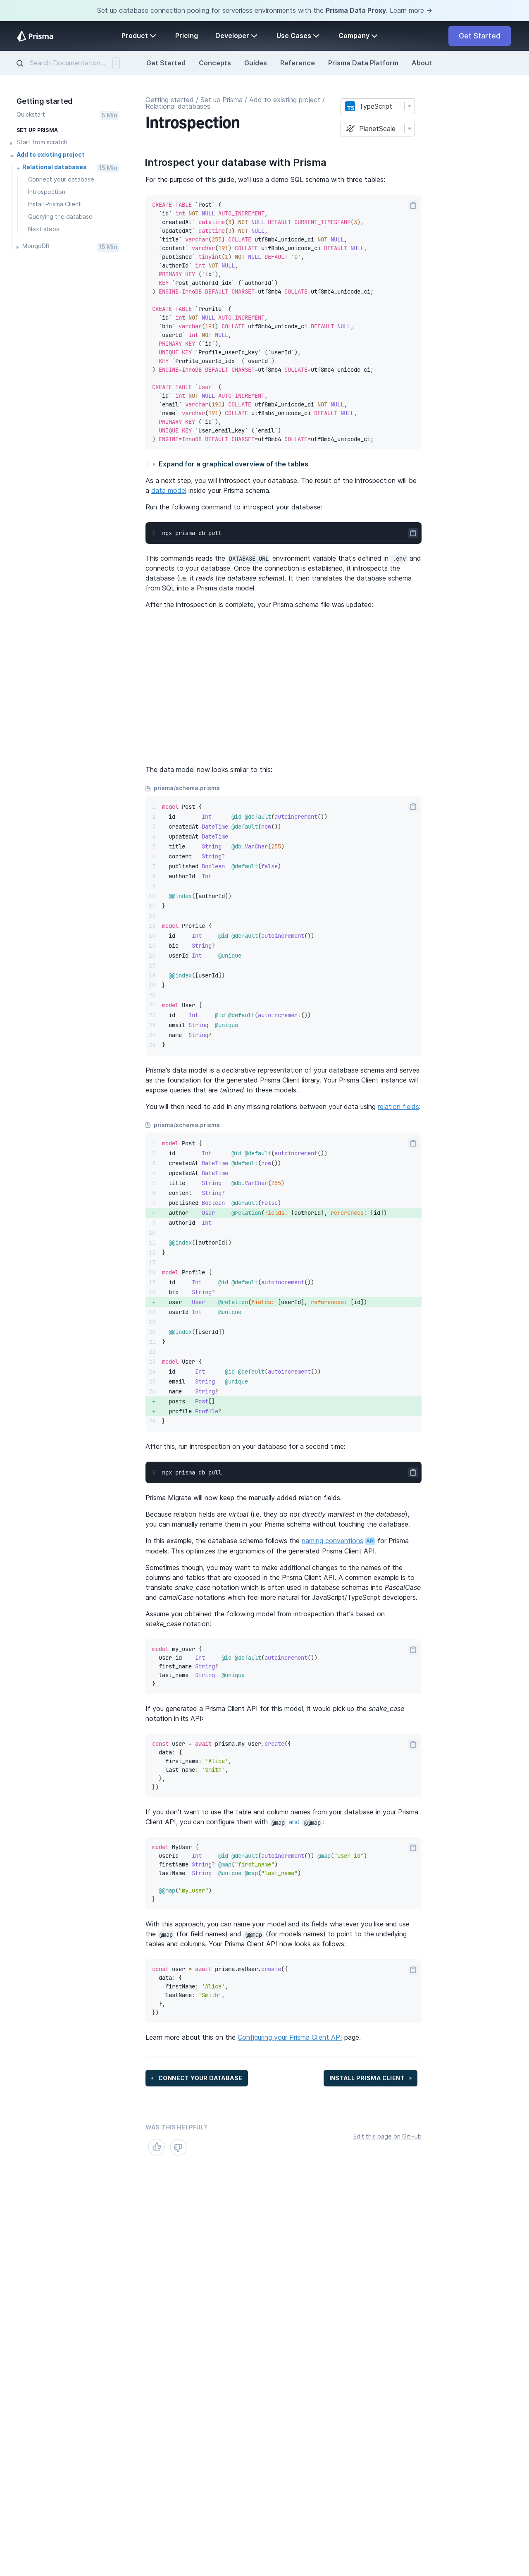 Set up database connection pooling for serverless environments with the Prisma Data Proxy. Learn more →
Prisma
Product
Pricing
Developer
Use Cases
Company
Get Started
Search Documentation...
/
Get Started
Concepts
Guides
Reference
Prisma Data Platform
About
Getting started
Quickstart
5 Min
SET UP PRISMA
Start from scratch
Add to existing project
Relational databases
15 Min
Connect your database
Introspection
Install Prisma Client
Querying the database
Next steps
MongoDB
15 Min
Getting started / Set up Prisma / Add to existing project /
Relational databases
TypeScript
PlanetScale
Introspection
Introspect your database with Prisma
For the purpose of this guide, we'll use a demo SQL schema with three tables:
CREATE TABLE `Post` (
`id` int NOT NULL AUTO_INCREMENT,
`createdAt` datetime(3) NOT NULL DEFAULT CURRENT_TIMESTAMP(3),
`updatedAt` datetime(3) NOT NULL,
`title` varchar(255) COLLATE utf8mb4_unicode_ci NOT NULL,
`content` varchar(191) COLLATE utf8mb4_unicode_ci DEFAULT NULL,
`published` tinyint(1) NOT NULL DEFAULT '0',
`authorId` int NOT NULL,
PRIMARY KEY (`id`),
KEY `Post_authorId_idx` (`authorId`)
) ENGINE=InnoDB DEFAULT CHARSET=utf8mb4 COLLATE=utf8mb4_unicode_ci;
CREATE TABLE `Profile` (
`id` int NOT NULL AUTO_INCREMENT,
`bio` varchar(191) COLLATE utf8mb4_unicode_ci DEFAULT NULL,
`userId` int NOT NULL,
PRIMARY KEY (`id`),
UNIQUE KEY `Profile_userId_key` (`userId`),
KEY `Profile_userId_idx` (`userId`)
) ENGINE=InnoDB DEFAULT CHARSET=utf8mb4 COLLATE=utf8mb4_unicode_ci;
CREATE TABLE `User` (
`id` int NOT NULL AUTO_INCREMENT,
`email` varchar(191) COLLATE utf8mb4_unicode_ci NOT NULL,
`name` varchar(191) COLLATE utf8mb4_unicode_ci DEFAULT NULL,
PRIMARY KEY (`id`),
UNIQUE KEY `User_email_key` (`email`)
) ENGINE=InnoDB DEFAULT CHARSET=utf8mb4 COLLATE=utf8mb4_unicode_ci;
Expand for a graphical overview of the tables
As a next step, you will introspect your database. The result of the introspection will be
a data model inside your Prisma schema.
Run the following command to introspect your database:
$ npx prisma db pull
This commands reads the DATABASE_URL environment variable that's defined in .env and
connects to your database. Once the connection is established, it introspects the
database (i.e. it reads the database schema). It then translates the database schema
from SQL into a Prisma data model.
After the introspection is complete, your Prisma schema file was updated:
The data model now looks similar to this:
prisma/schema.prisma
1 model Post {
2 id Int @id @default(autoincrement())
3 createdAt DateTime @default(now())
4 updatedAt DateTime
5 title String @db.VarChar(255)
6 content String?
7 published Boolean @default(false)
8 authorId Int
9
10 @@index([authorId])
11 }
12
13 model Profile {
14 id Int @id @default(autoincrement())
15 bio String?
16 userId Int @unique
17
18 @@index([userId])
19 }
20
21 model User {
22 id Int @id @default(autoincrement())
23 email String @unique
24 name String?
25 }
Prisma's data model is a declarative representation of your database schema and serves
as the foundation for the generated Prisma Client library. Your Prisma Client instance will
expose queries that are tailored to these models.
You will then need to add in any missing relations between your data using relation fields:
prisma/schema.prisma
1 model Post {
2 id Int @id @default(autoincrement())
3 createdAt DateTime @default(now())
4 updatedAt DateTime
5 title String @db.VarChar(255)
6 content String?
7 published Boolean @default(false)
+ author User @relation(fields: [authorId], references: [id])
9 authorId Int
10
11 @@index([authorId])
12 }
13
14 model Profile {
15 id Int @id @default(autoincrement())
16 bio String?
+ user User @relation(fields: [userId], references: [id])
18 userId Int @unique
19
20 @@index([userId])
21 }
22
23 model User {
24 id Int @id @default(autoincrement())
25 email String @unique
26 name String?
+ posts Post[]
+ profile Profile?
29 }
After this, run introspection on your database for a second time:
$ npx prisma db pull
Prisma Migrate will now keep the manually added relation fields.
Because relation fields are virtual (i.e. they do not directly manifest in the database),
you can manually rename them in your Prisma schema without touching the database.
In this example, the database schema follows the naming conventions API for Prisma
models. This optimizes the ergonomics of the generated Prisma Client API.
Sometimes though, you may want to make additional changes to the names of the
columns and tables that are exposed in the Prisma Client API. A common example is to
translate snake_case notation which is often used in database schemas into PascalCase
and camelCase notations which feel more natural for JavaScript/TypeScript developers.
Assume you obtained the following model from introspection that's based on
snake_case notation:
model my_user {
user_id Int @id @default(autoincrement())
first_name String?
last_name String @unique
}
If you generated a Prisma Client API for this model, it would pick up the snake_case
notation in its API:
const user = await prisma.my_user.create({
data: {
first_name: 'Alice',
last_name: 'Smith',
},
})
If you don't want to use the table and column names from your database in your Prisma
Client API, you can configure them with @map and @@map:
model MyUser {
userId Int @id @default(autoincrement()) @map("user_id")
firstName String? @map("first_name")
lastName String @unique @map("last_name")
@@map("my_user")
}
With this approach, you can name your model and its fields whatever you like and use
the @map (for field names) and @@map (for models names) to point to the underlying
tables and columns. Your Prisma Client API now looks as follows:
const user = await prisma.myUser.create({
data: {
firstName: 'Alice',
lastName: 'Smith',
},
})
Learn more about this on the Configuring your Prisma Client API page.
CONNECT YOUR DATABASE
INSTALL PRISMA CLIENT
WAS THIS HELPFUL?
Edit this page on GitHub